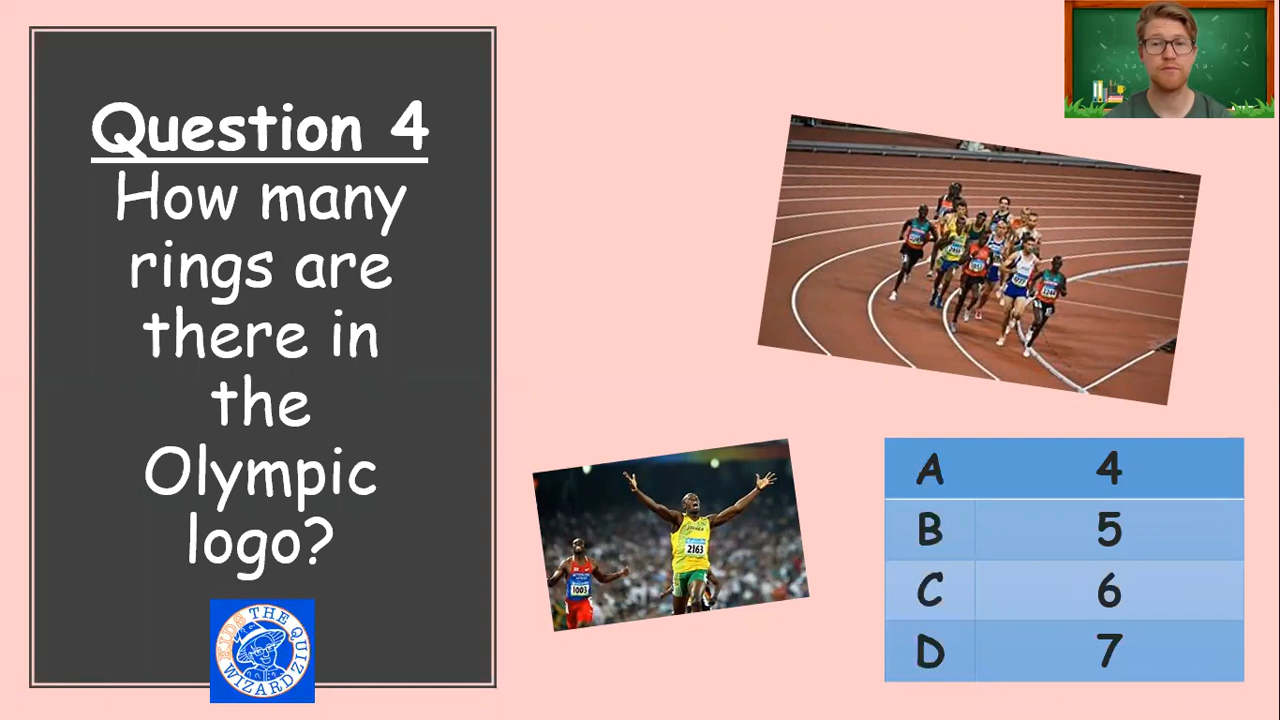 Question 4
How many
rings are
there in
the
Olympic
logo?
KIDS THE QUIZ WIZARD
A 4
B 5
C 6
D 7
2163
1003